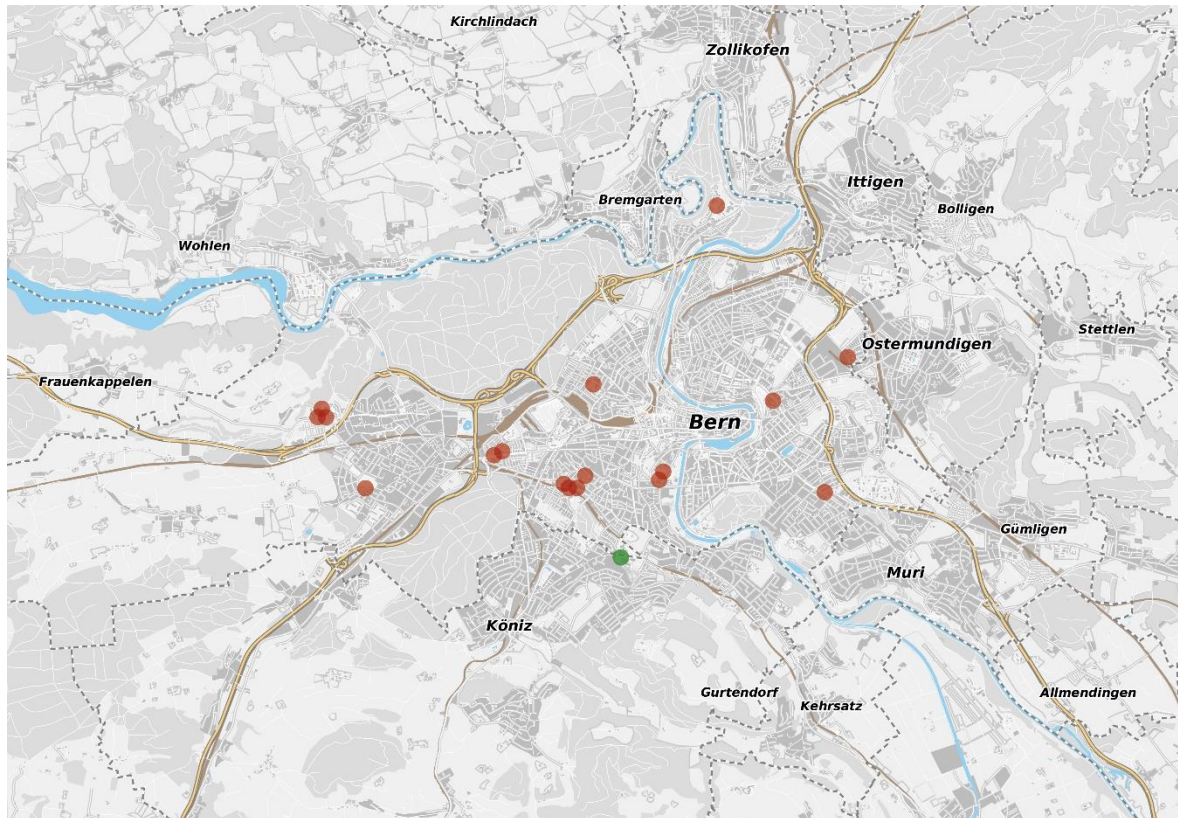 Kirchlindach
Zollikofen
Ittigen
Bremgarten
Bolligen
Wohlen
Stettlen
Ostermundigen
Frauenkappelen
Bern
Gümligen
Muri
Köniz
Gurtendorf
Allmendingen
Kehrsatz